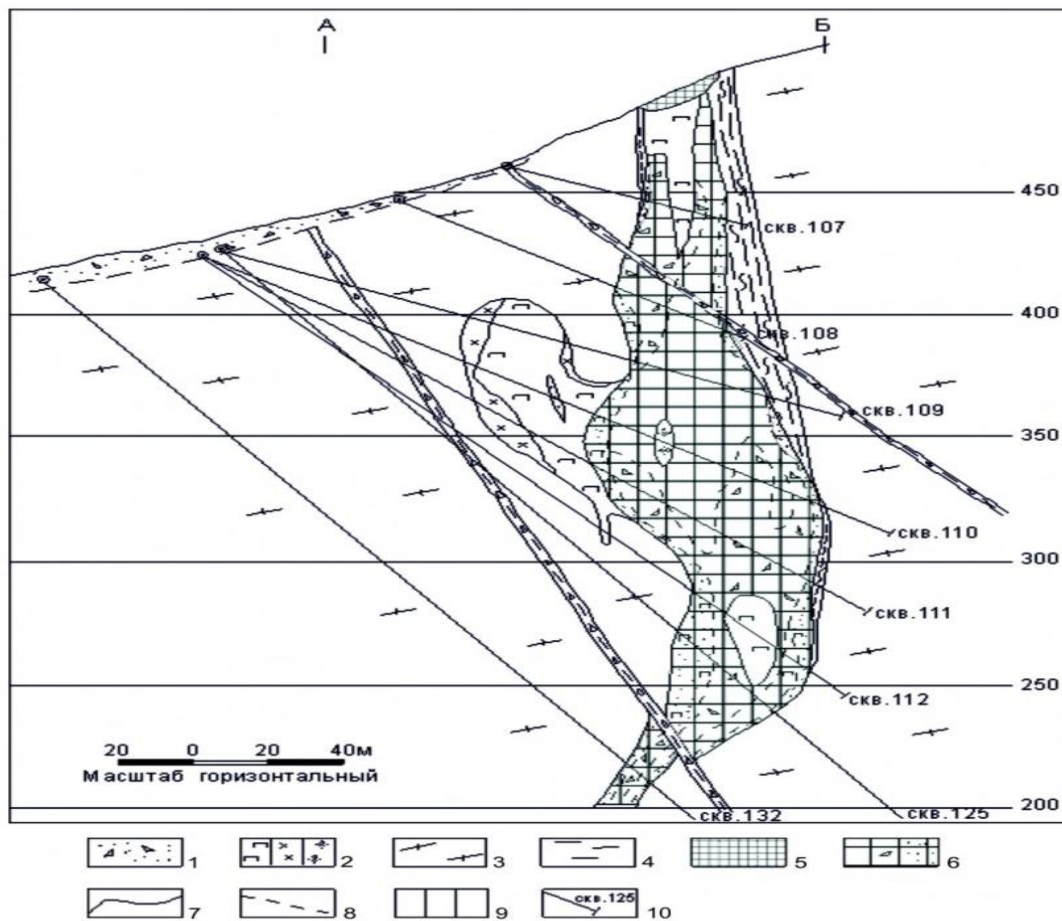 А Б
450
скв.107
400
скв.108
скв.109
350
скв.110
300
скв.111
250
скв.112
20 0 20 40м
Масштаб горизонтальный
200
скв.132 скв.125
1 2 3 4 5 6
скв.125
7 8 9 10